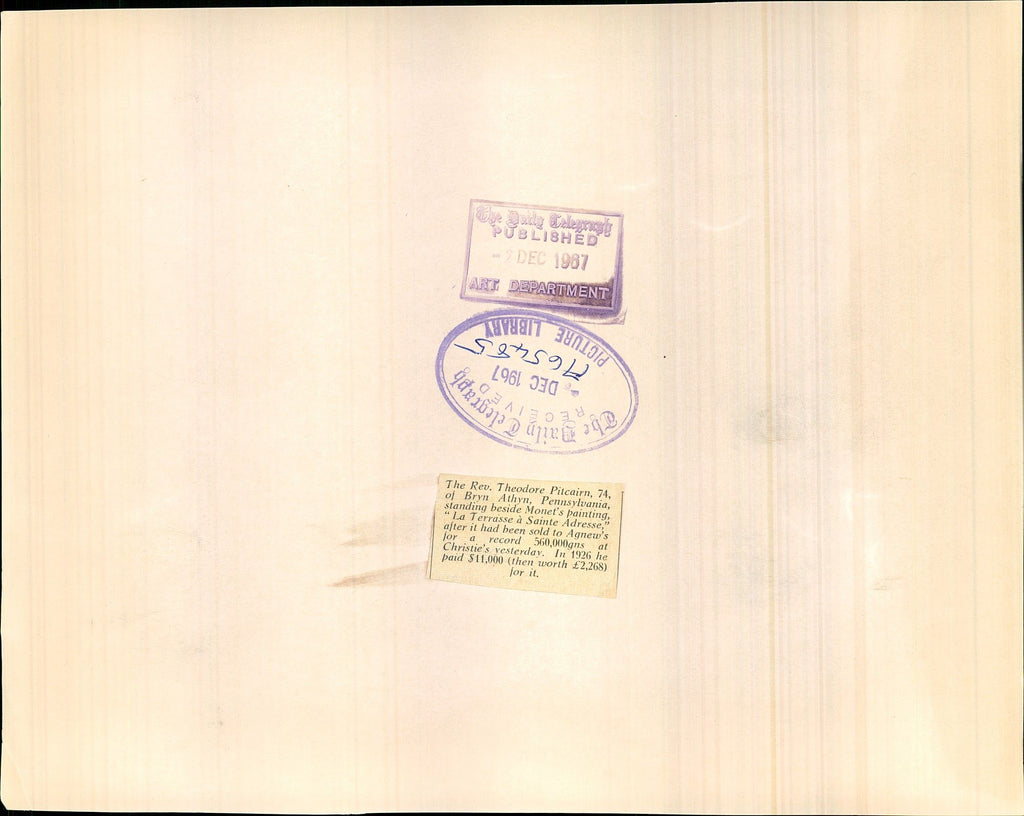 The Daily Telegraph
PUBLISHED
DEC 1967
ART DEPARTMENT
PICTURE LIBRARY
A65485
DEC 1967
RECEIVED
The Daily Telegraph
The Rev. Theodore Pitcairn, 74,
of Bryn Athyn, Pennsylvania,
standing beside Monet's painting,
“La Terrasse à Sainte Adresse,”
after it had been sold to Agnew's
for a record 560,000gns at
Christie's yesterday. In 1926 he
paid $11,000 (then worth £2,268)
for it.